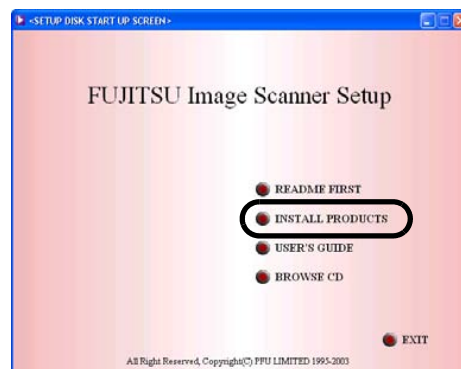 <SETUP DISK START UP SCREEN>
FUJITSU Image Scanner Setup
README FIRST
INSTALL PRODUCTS
USER'S GUIDE
BROWSE CD
EXIT
All Right Reserved, Copyright(C) PFU LIMITED 1995-2003